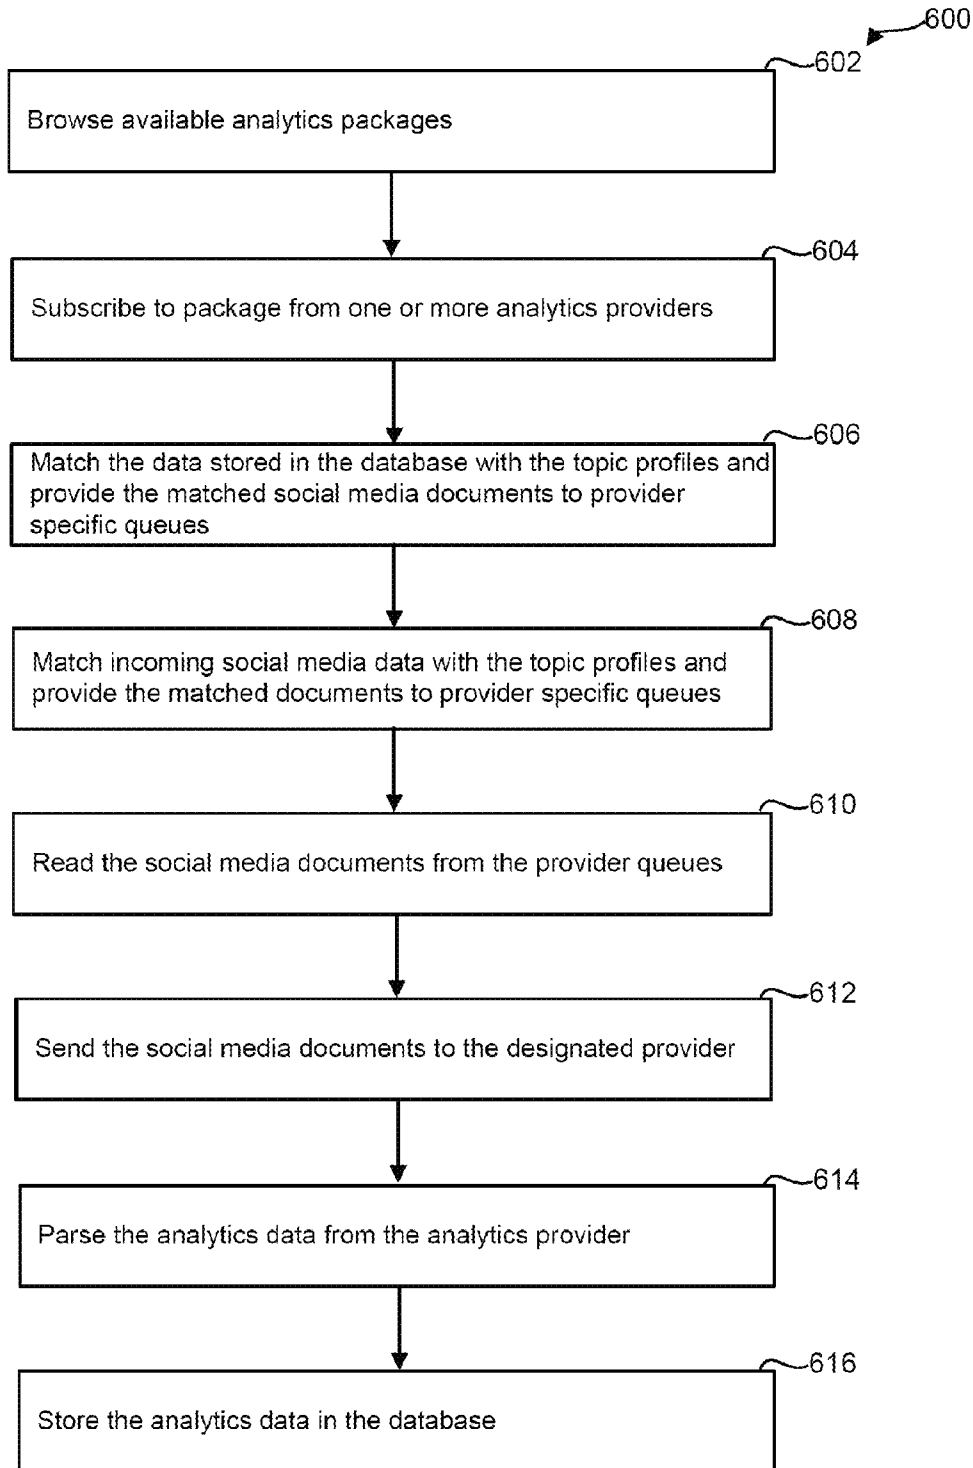 600
602
Browse available analytics packages
604
Subscribe to package from one or more analytics providers
606
Match the data stored in the database with the topic profiles and
provide the matched social media documents to provider
specific queues
608
Match incoming social media data with the topic profiles and
provide the matched documents to provider specific queues
610
Read the social media documents from the provider queues
612
Send the social media documents to the designated provider
614
Parse the analytics data from the analytics provider
616
Store the analytics data in the database